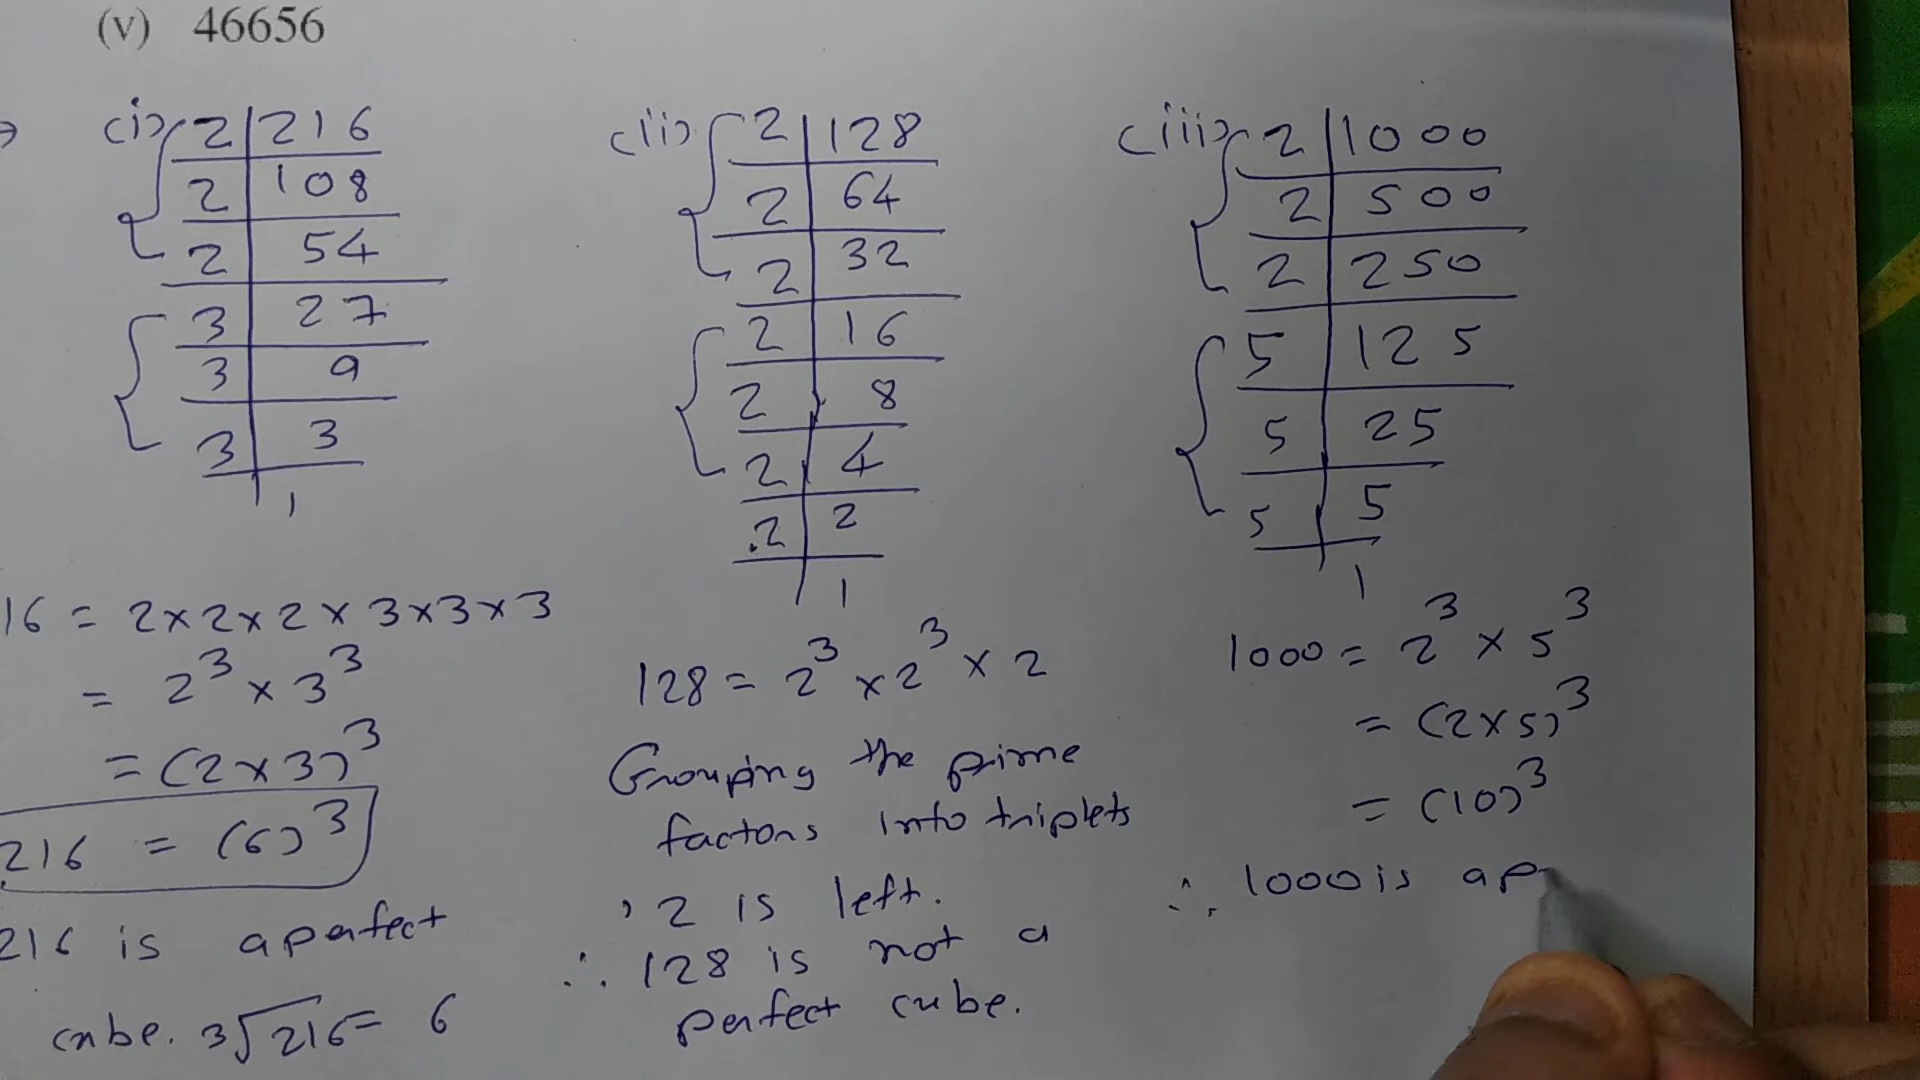 (v) 46656
(i) 2 | 216
2 | 108
2 | 54
3 | 27
3 | 9
3 | 3
1
16 = 2×2×2×3×3×3
= 2³ × 3³
= (2×3)³
216 = (6)³
216 is a perfect
cube. ³√216 = 6
(ii) 2 | 128
2 | 64
2 | 32
2 | 16
2 | 8
2 | 4
2 | 2
1
128 = 2³ × 2³ × 2
Grouping the prime
factors into triplets
, 2 is left.
∴ 128 is not a
perfect cube.
(iii) 2 | 1000
2 | 500
2 | 250
5 | 125
5 | 25
5 | 5
1
1000 = 2³ × 5³
= (2×5)³
= (10)³
∴ 1000 is a p